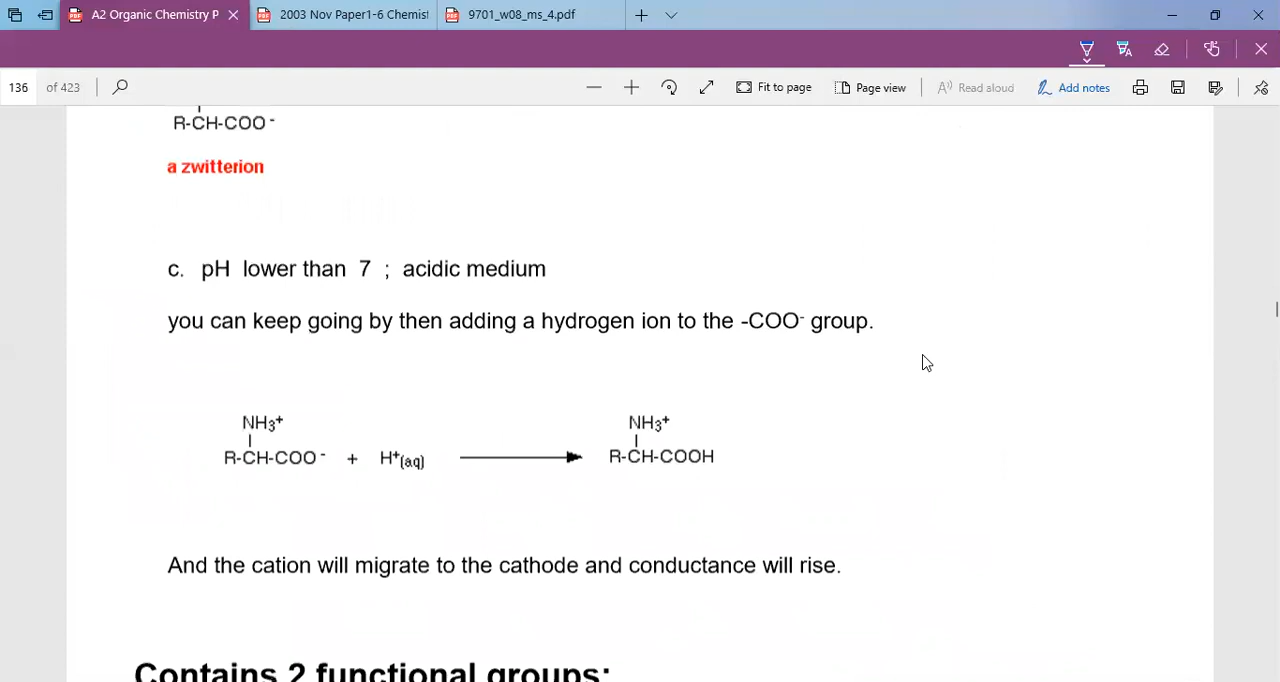 A2 Organic Chemistry P
2003 Nov Paper1-6 Chemist
9701_w08_ms_4.pdf
136 of 423
Fit to page
Page view
Read aloud
Add notes
R-CH-COO⁻
a zwitterion
c. pH lower than 7 ; acidic medium
you can keep going by then adding a hydrogen ion to the -COO⁻ group.
NH₃⁺
NH₃⁺
R-CH-COO⁻ + H⁺(aq)
R-CH-COOH
And the cation will migrate to the cathode and conductance will rise.
Contains 2 functional groups: